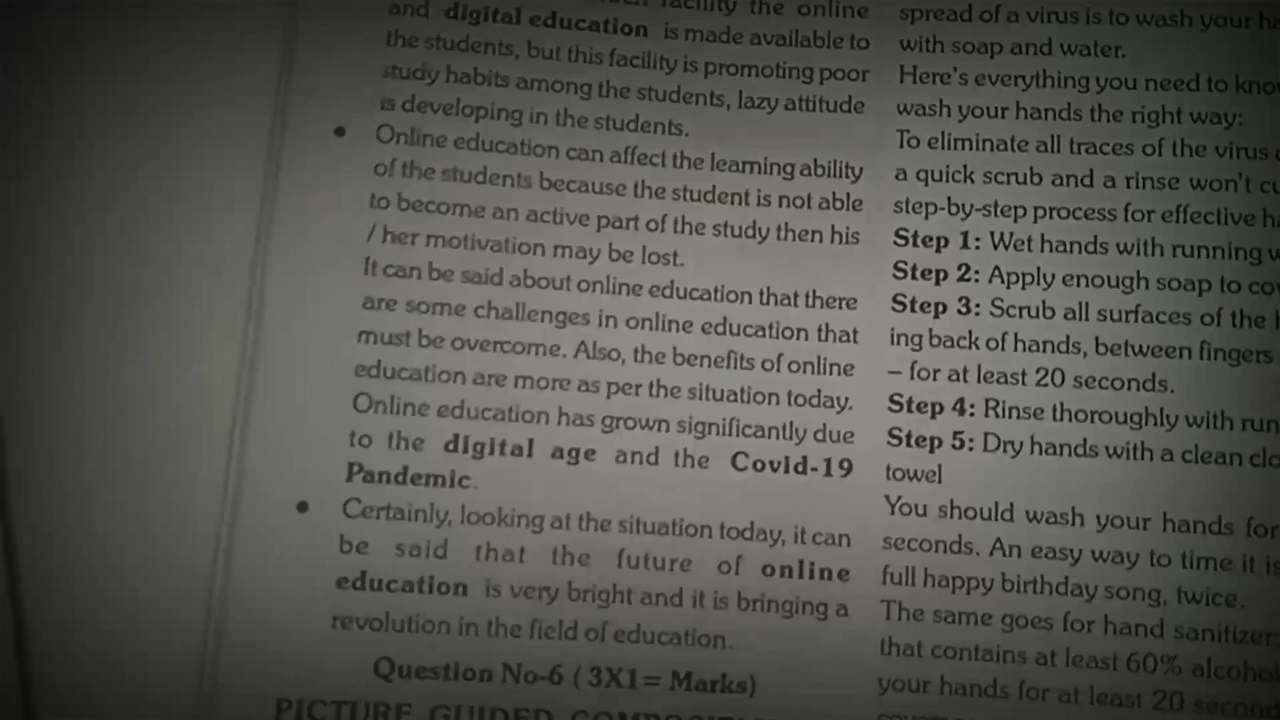 facility the online
and digital education is made available to
the students, but this facility is promoting poor
study habits among the students, lazy attitude
is developing in the students.
• Online education can affect the learning ability
of the students because the student is not able
to become an active part of the study then his
/ her motivation may be lost.
It can be said about online education that there
are some challenges in online education that
must be overcome. Also, the benefits of online
education are more as per the situation today.
Online education has grown significantly due
to the digital age and the Covid-19
Pandemic.
• Certainly, looking at the situation today, it can
be said that the future of online
education is very bright and it is bringing a
revolution in the field of education.
Question No-6 ( 3X1= Marks)
PICTURE GUIDED
spread of a virus is to wash your
with soap and water.
Here's everything you need to
wash your hands the right way:
To eliminate all traces of the virus
a quick scrub and a rinse won't
step-by-step process for effective
Step 1: Wet hands with running
Step 2: Apply enough soap to
Step 3: Scrub all surfaces of the
ing back of hands, between fingers
– for at least 20 seconds.
Step 4: Rinse thoroughly with
Step 5: Dry hands with a clean
towel
You should wash your hands for
seconds. An easy way to time it
full happy birthday song, twice.
The same goes for hand
that contains at least 60%
your hands for at least 20